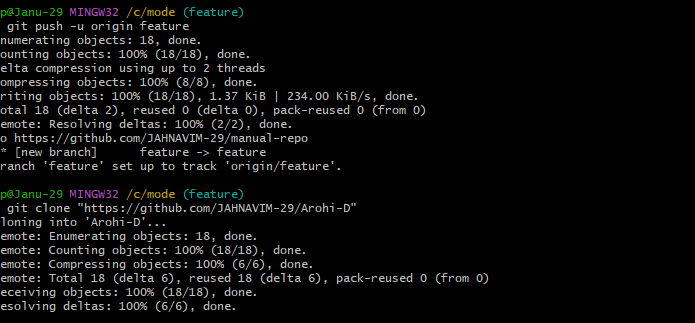 p@Janu-29 MINGW32 /c/mode (feature)
git push -u origin feature
numerating objects: 18, done.
ounting objects: 100% (18/18), done.
elta compression using up to 2 threads
ompressing objects: 100% (8/8), done.
riting objects: 100% (18/18), 1.37 KiB | 234.00 KiB/s, done.
otal 18 (delta 2), reused 0 (delta 0), pack-reused 0 (from 0)
emote: Resolving deltas: 100% (2/2), done.
o https://github.com/JAHNAVIM-29/manual-repo
* [new branch]      feature -> feature
ranch 'feature' set up to track 'origin/feature'.
p@Janu-29 MINGW32 /c/mode (feature)
git clone "https://github.com/JAHNAVIM-29/Arohi-D"
loning into 'Arohi-D'...
emote: Enumerating objects: 18, done.
emote: Counting objects: 100% (18/18), done.
emote: Compressing objects: 100% (6/6), done.
emote: Total 18 (delta 6), reused 18 (delta 6), pack-reused 0 (from 0)
eceiving objects: 100% (18/18), done.
esolving deltas: 100% (6/6), done.